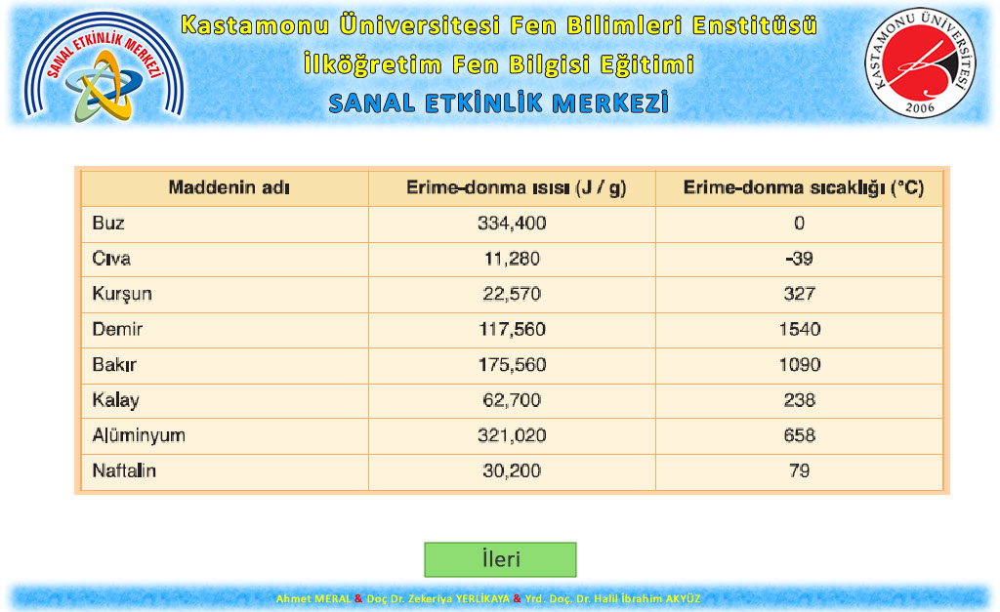 Kastamonu Üniversitesi Fen Bilimleri Enstitüsü
İlköğretim Fen Bilgisi Eğitimi
SANAL ETKİNLİK MERKEZİ
SANAL ETKİNLİK MERKEZİ
KASTAMONU ÜNİVERSİTESİ
2006
Maddenin adı Erime-donma ısısı (J / g) Erime-donma sıcaklığı (°C)
Buz 334,400 0
Cıva 11,280 -39
Kurşun 22,570 327
Demir 117,560 1540
Bakır 175,560 1090
Kalay 62,700 238
Alüminyum 321,020 658
Naftalin 30,200 79
İleri
Ahmet MERAL & Doç Dr. Zekeriya YERLİKAYA & Yrd. Doç. Dr. Halil İbrahim AKYÜZ